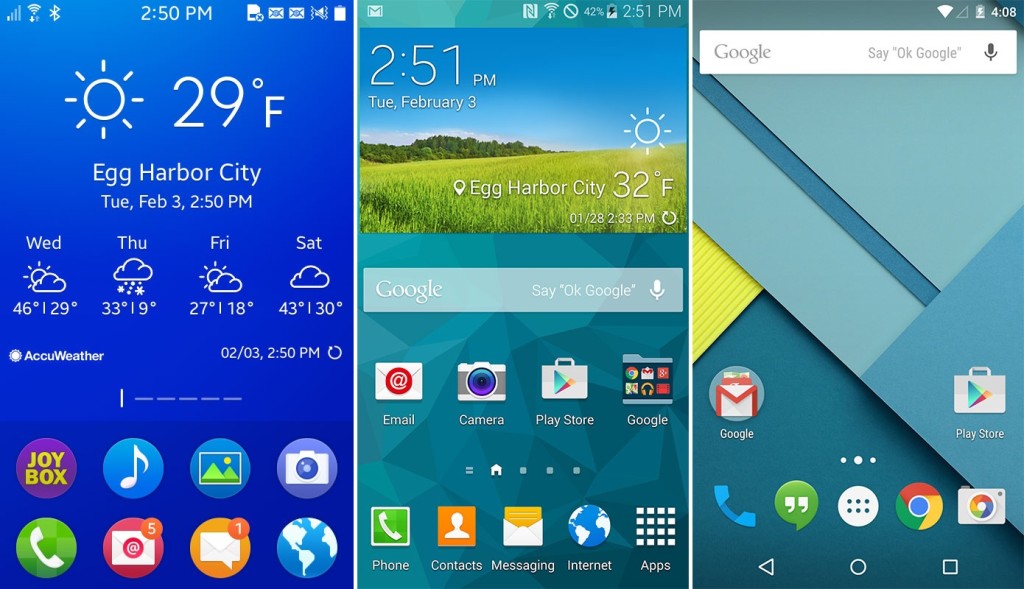 2:50 PM
29°F
Egg Harbor City
Tue, Feb 3, 2:50 PM
Wed Thu Fri Sat
46°|29° 33°|9° 27°|18° 43°|30°
AccuWeather 02/03, 2:50 PM
JOY
BOX
5 1
@
42% 2:51 PM
2:51 PM
Tue, February 3
Egg Harbor City 32°F
01/28 2:33 PM
Google Say "Ok Google"
@
Email Camera Play Store Google
Phone Contacts Messaging Internet Apps
4:08
Google Say "Ok Google"
Google Play Store